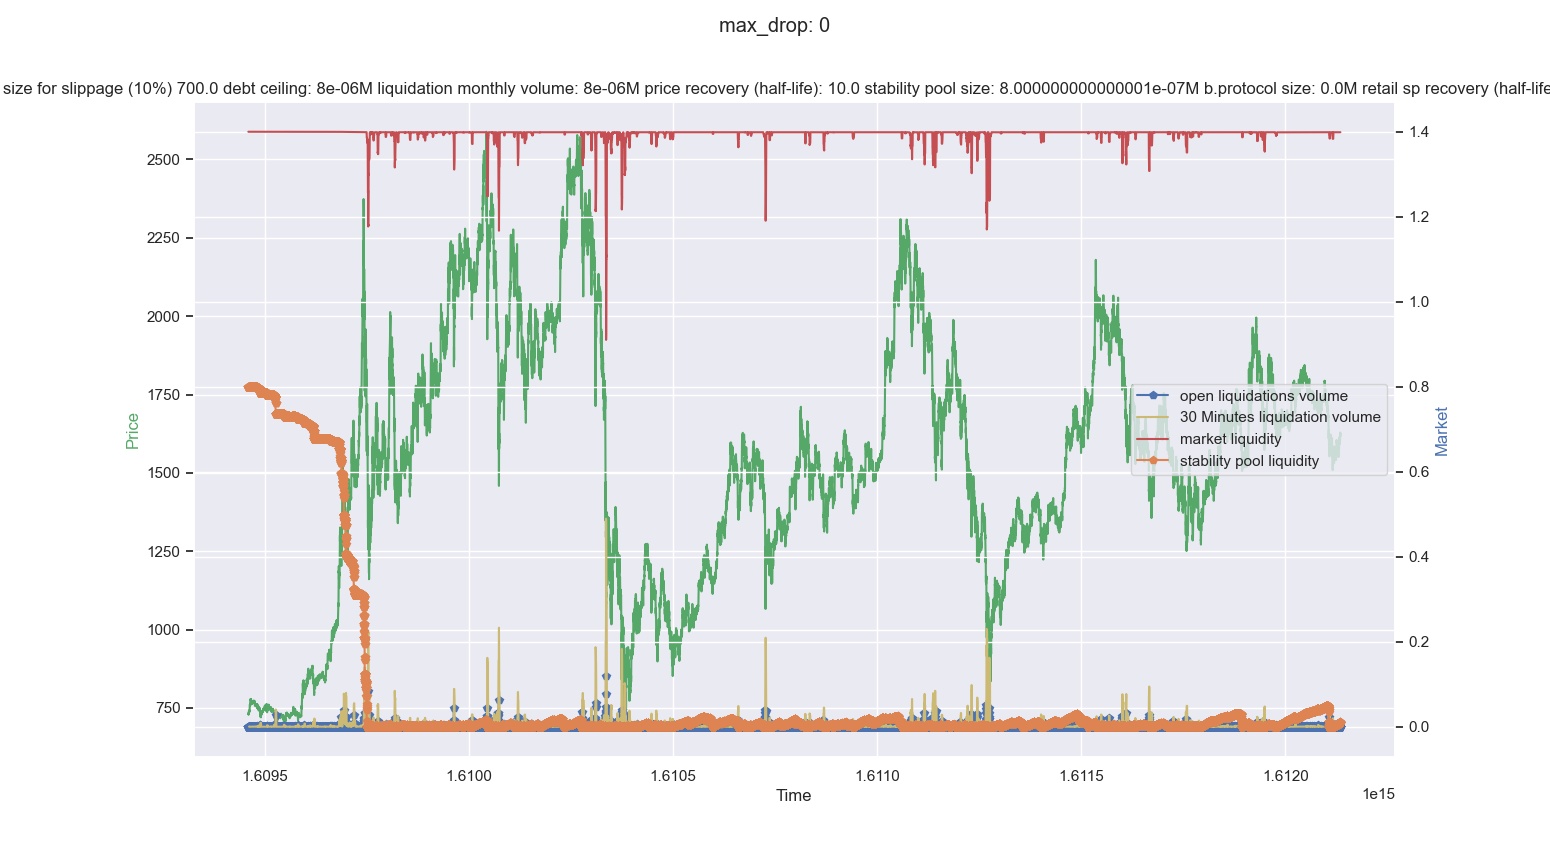 max_drop: 0
size for slippage (10%) 700.0 debt ceiling: 8e-06M liquidation monthly volume: 8e-06M price recovery (half-life): 10.0 stability pool size: 8.000000000000001e-07M b.protocol size: 0.0M retail sp recovery (half-life
2500
2250
2000
1750
1500
1250
1000
750
Price
1.4
1.2
1.0
0.8
0.6
0.4
0.2
0.0
Market
open liquidations volume
30 Minutes liquidation volume
market liquidity
stability pool liquidity
1.6095
1.6100
1.6105
1.6110
1.6115
1.6120
Time
1e15